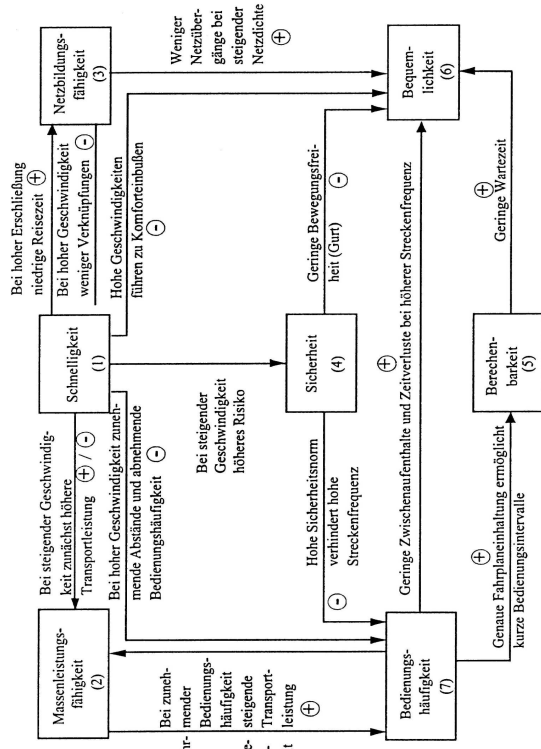 Massenleistungs-
fähigkeit
(2)
Bei steigender Geschwindig-
keit zunächst höhere
Transportleistung + / -
Schnelligkeit
(1)
Bei hoher Erschließung
niedrige Reisezeit +
Bei hoher Geschwindigkeit
weniger Verknüpfungen -
Netzbildungs-
fähigkeit
(3)
Bei hoher Geschwindigkeit zuneh-
mende Abstände und abnehmende
Bedienungshäufigkeit -
Hohe Geschwindigkeiten
führen zu Komforteinbußen
-
Weniger
Netzüber-
gänge bei
steigender
Netzdichte
+
Bei steigender
Geschwindigkeit
höheres Risiko
Bei zuneh-
mender
Bedienungs-
häufigkeit
steigende
Transport-
leistung
+
Sicherheit
(4)
Hohe Sicherheitsnorm
verhindert hohe
Streckenfrequenz
-
Geringe Bewegungsfrei-
heit (Gurt) -
Bedienungs-
häufigkeit
(7)
Geringe Zwischenaufenthalte und Zeitverluste bei höherer Streckenfrequenz
+
Bequem-
lichkeit
(6)
Genaue Fahrplaneinhaltung ermöglicht
kurze Bedienungsintervalle
+
Berechen-
barkeit
(5)
+
Geringe Wartezeit